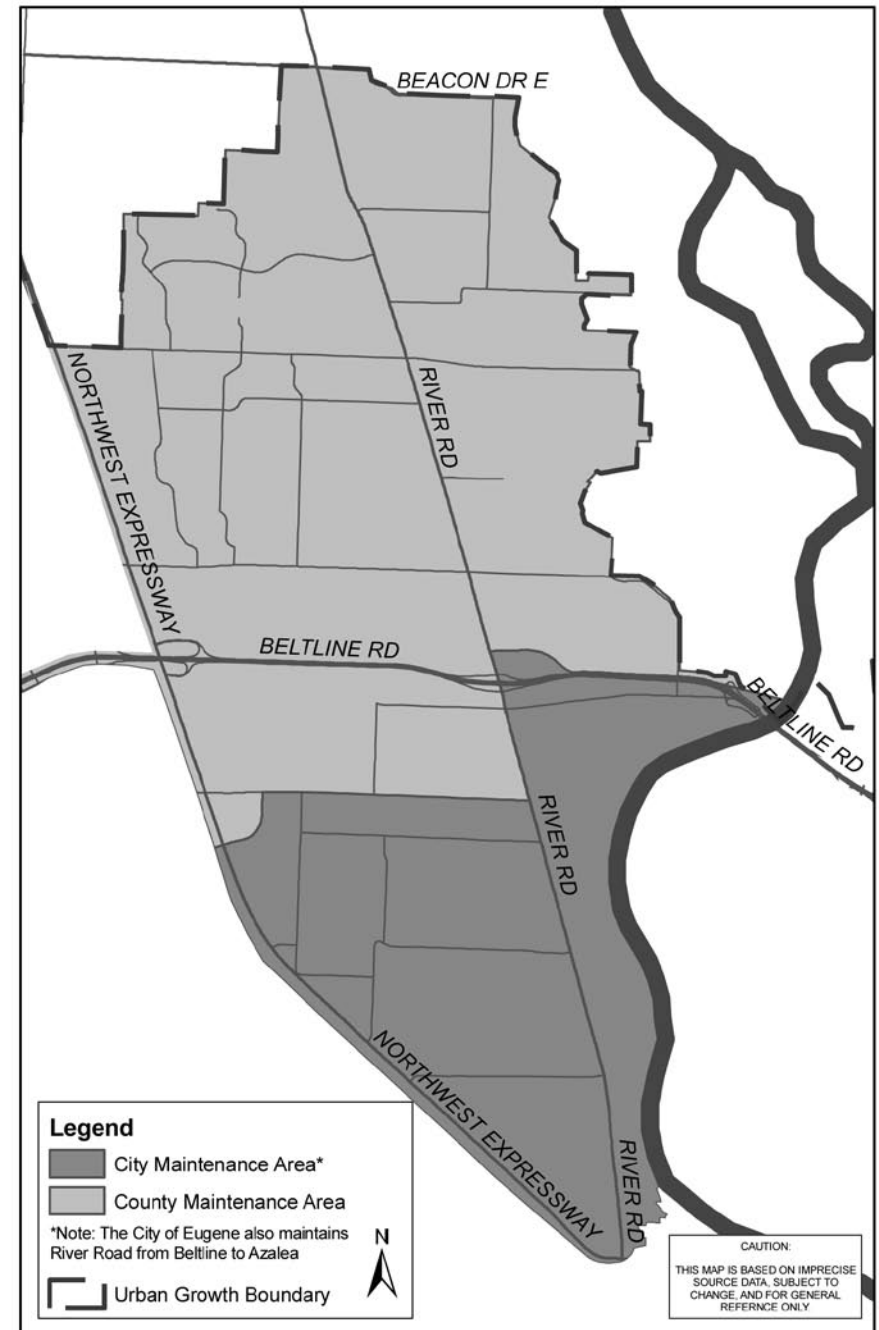 BEACON DR E
RIVER RD
NORTHWEST EXPRESSWAY
BELTLINE RD
BELTLINE RD
RIVER RD
NORTHWEST EXPRESSWAY
RIVER RD
Legend
City Maintenance Area*
County Maintenance Area
*Note: The City of Eugene also maintains
River Road from Beltline to Azalea
Urban Growth Boundary
N
CAUTION:
THIS MAP IS BASED ON IMPRECISE
SOURCE DATA, SUBJECT TO
CHANGE, AND FOR GENERAL
REFERNCE ONLY